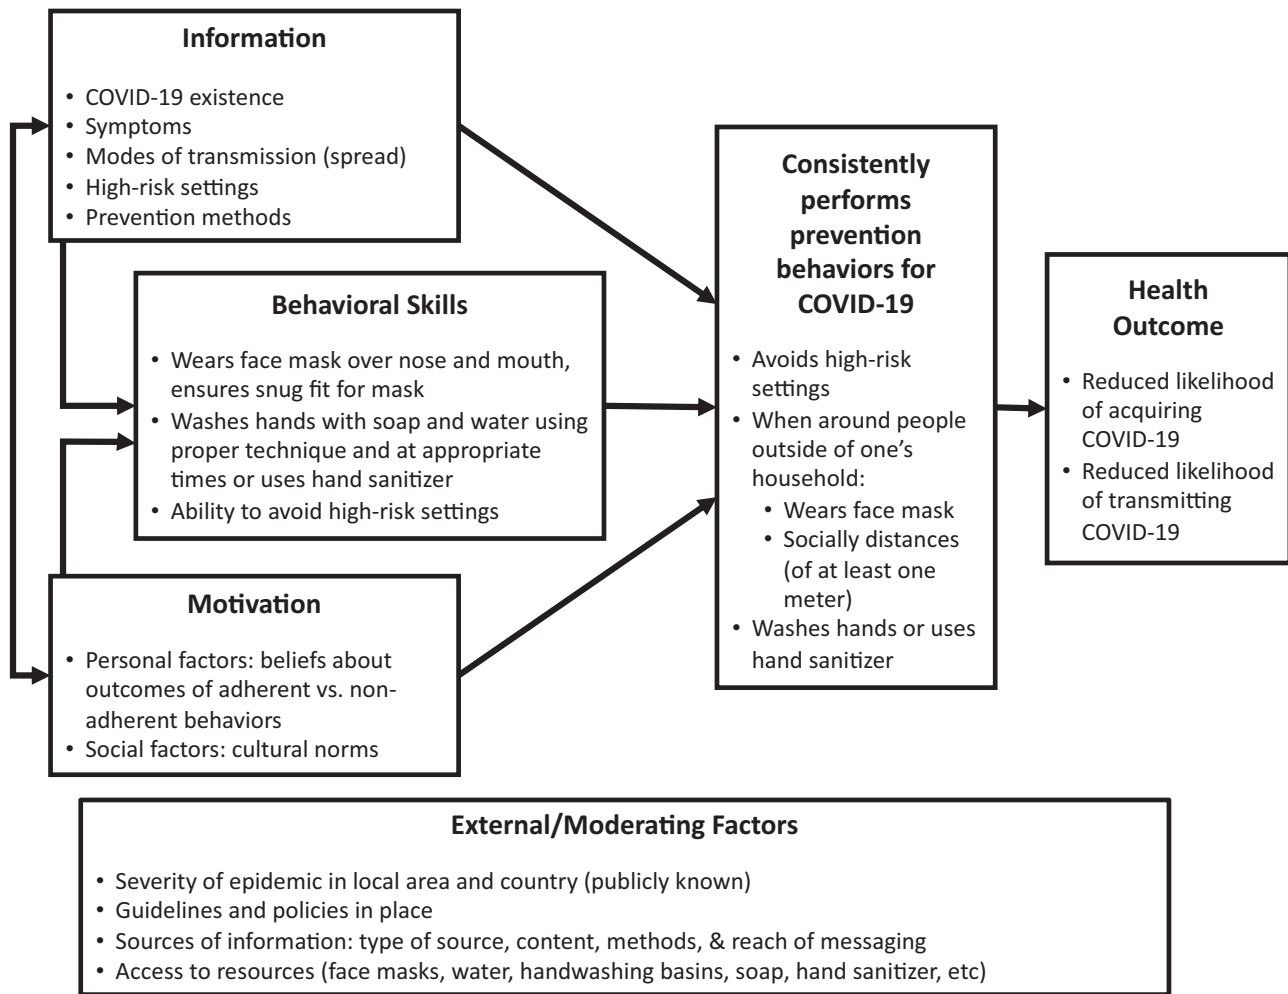 Information
• COVID-19 existence
• Symptoms
• Modes of transmission (spread)
• High-risk settings
• Prevention methods
Behavioral Skills
• Wears face mask over nose and mouth,
ensures snug fit for mask
• Washes hands with soap and water using
proper technique and at appropriate
times or uses hand sanitizer
• Ability to avoid high-risk settings
Motivation
• Personal factors: beliefs about
outcomes of adherent vs. non-
adherent behaviors
• Social factors: cultural norms
Consistently
performs
prevention
behaviors for
COVID-19
• Avoids high-risk
settings
• When around people
outside of one’s
household:
• Wears face mask
• Socially distances
(of at least one
meter)
• Washes hands or uses
hand sanitizer
Health
Outcome
• Reduced likelihood
of acquiring
COVID-19
• Reduced likelihood
of transmitting
COVID-19
External/Moderating Factors
• Severity of epidemic in local area and country (publicly known)
• Guidelines and policies in place
• Sources of information: type of source, content, methods, & reach of messaging
• Access to resources (face masks, water, handwashing basins, soap, hand sanitizer, etc)